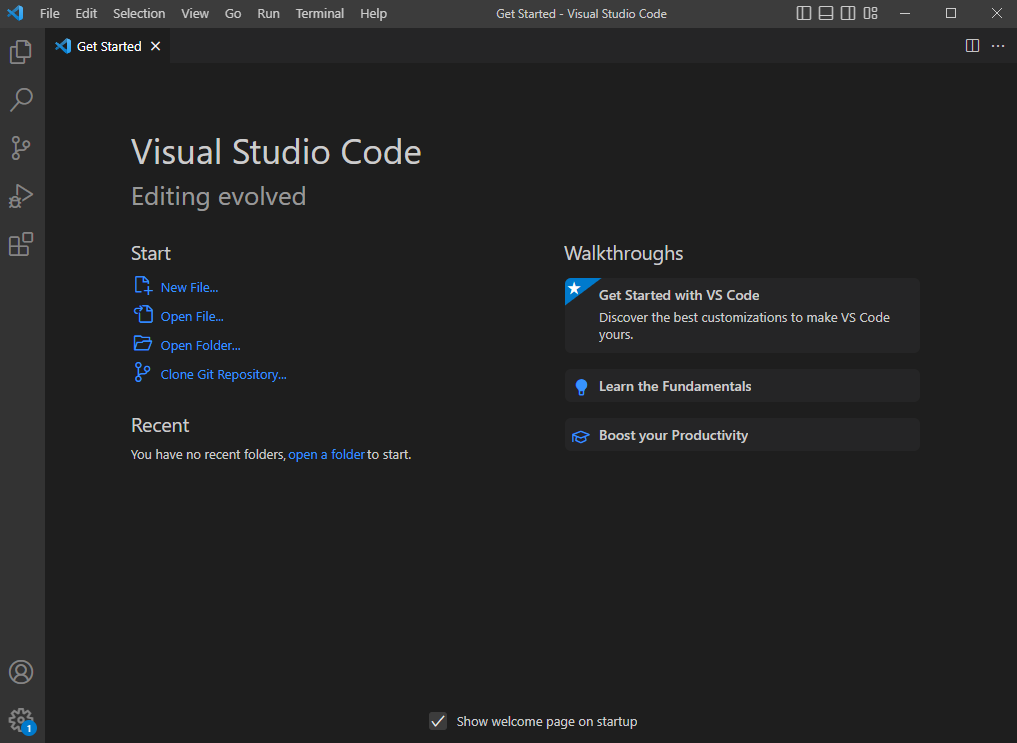 File Edit Selection View Go Run Terminal Help Get Started - Visual Studio Code
Get Started
Visual Studio Code
Editing evolved
Start
New File...
Open File...
Open Folder...
Clone Git Repository...
Recent
You have no recent folders, open a folder to start.
Walkthroughs
Get Started with VS Code
Discover the best customizations to make VS Code
yours.
Learn the Fundamentals
Boost your Productivity
1
Show welcome page on startup